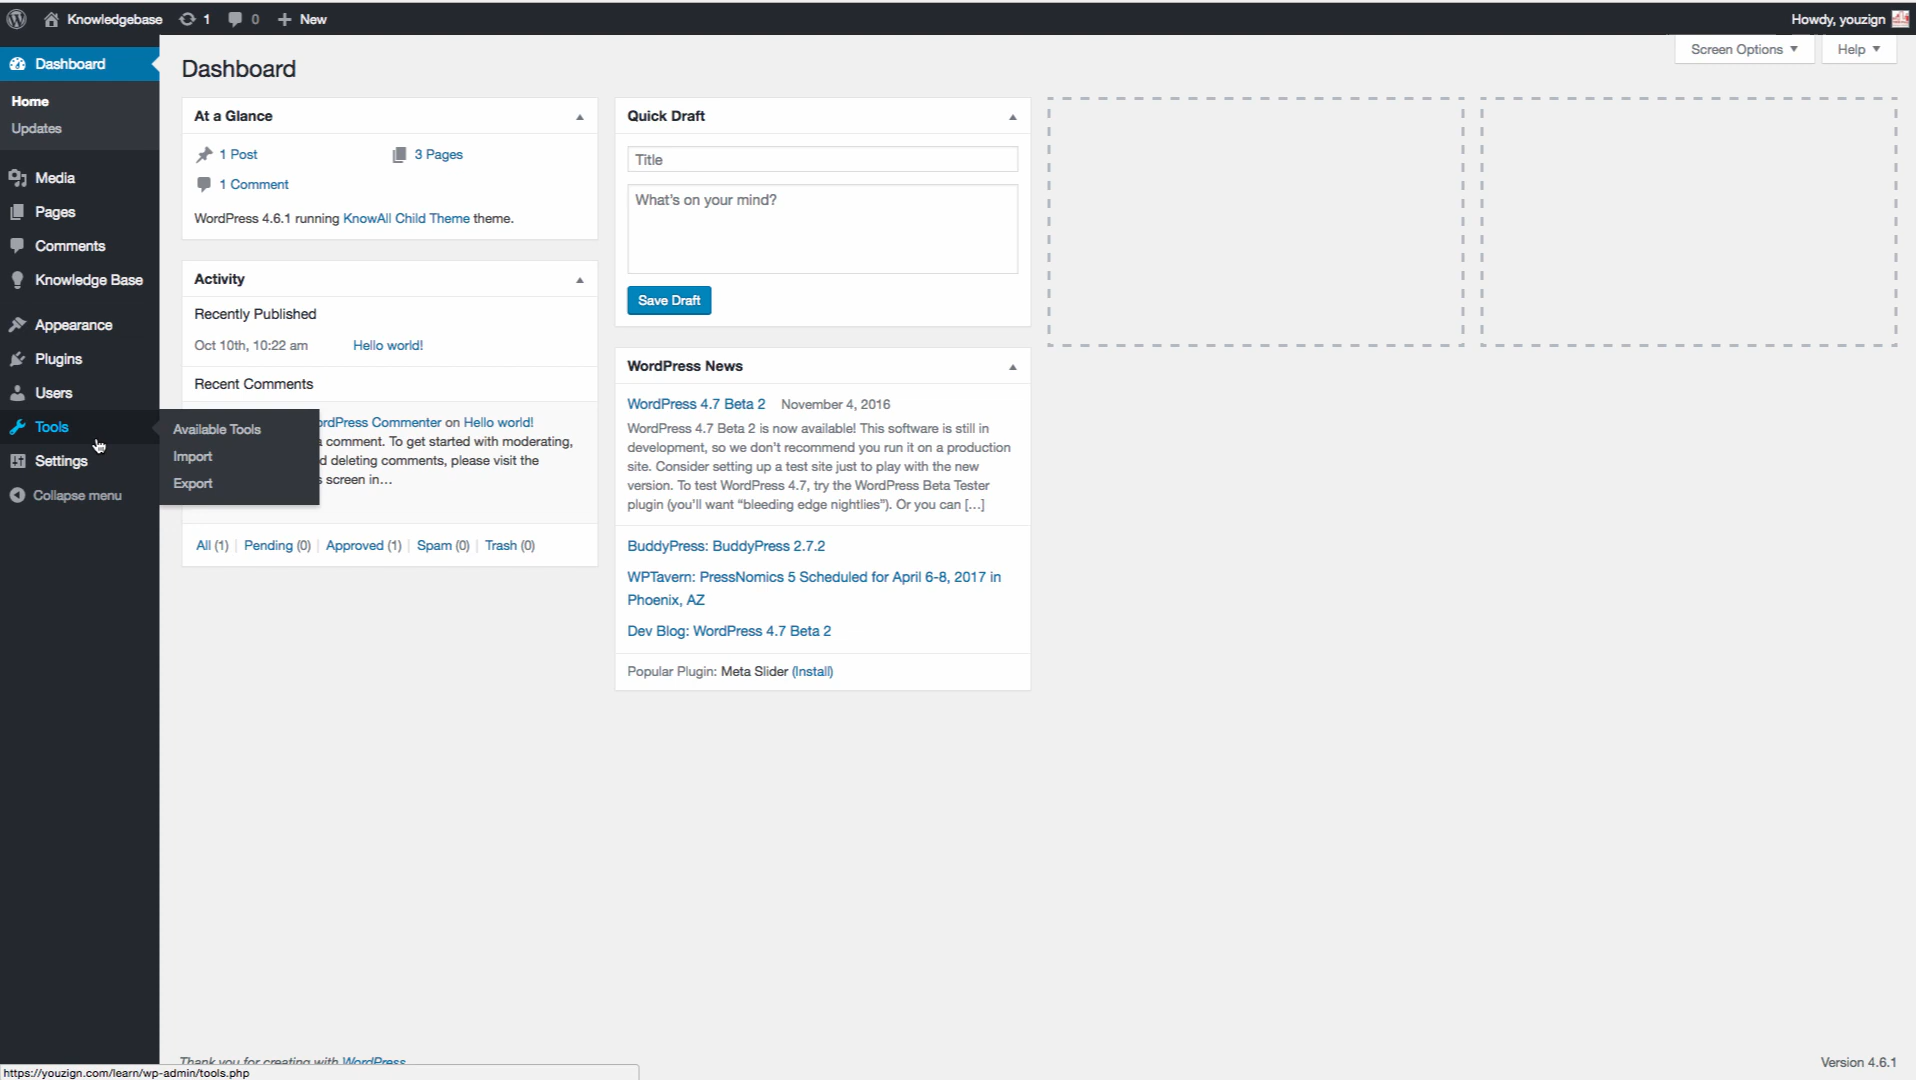 Knowledgebase 1 0 New Howdy, youzign
Screen Options Help
Dashboard
Home
Updates
Media
Pages
Comments
Knowledge Base
Appearance
Plugins
Users
Tools
Settings
Collapse menu
Available Tools
Import
Export
Dashboard
At a Glance
1 Post 3 Pages
1 Comment
WordPress 4.6.1 running KnowAll Child Theme theme.
Activity
Recently Published
Oct 10th, 10:22 am Hello world!
Recent Comments
rdPress Commenter on Hello world!
comment. To get started with moderating,
d deleting comments, please visit the
screen in…
All (1) | Pending (0) | Approved (1) | Spam (0) | Trash (0)
Quick Draft
Title
What's on your mind?
Save Draft
WordPress News
WordPress 4.7 Beta 2 November 4, 2016
WordPress 4.7 Beta 2 is now available! This software is still in
development, so we don't recommend you run it on a production
site. Consider setting up a test site just to play with the new
version. To test WordPress 4.7, try the WordPress Beta Tester
plugin (you'll want “bleeding edge nightlies”). Or you can […]
BuddyPress: BuddyPress 2.7.2
WPTavern: PressNomics 5 Scheduled for April 6-8, 2017 in
Phoenix, AZ
Dev Blog: WordPress 4.7 Beta 2
Popular Plugin: Meta Slider (Install)
Thank you for creating with WordPress
Version 4.6.1
https://youzign.com/learn/wp-admin/tools.php